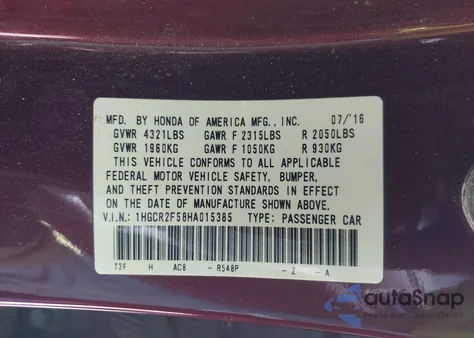 MFD. BY HONDA OF AMERICA MFG., INC. 07/'16
GVWR 4321LBS GAWR F 2315LBS R 2050LBS
GVWR 1960KG GAWR F 1050KG R 930KG
THIS VEHICLE CONFORMS TO ALL APPLICABLE
FEDERAL MOTOR VEHICLE SAFETY, BUMPER,
AND THEFT PREVENTION STANDARDS IN EFFECT
ON THE DATE OF MANUFACTURE SHOWN ABOVE.
V.I.N.: 1HGCR2F58HA015385 TYPE: PASSENGER CAR
T2F H AC8 - R548P - Z - A
autoSnap